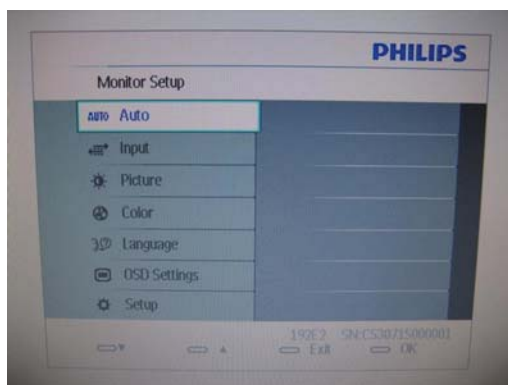 PHILIPS
Monitor Setup
AUTO Auto
Input
Picture
Color
Language
OSD Settings
Setup
192E2 SN:CS30715000001
Exit OK